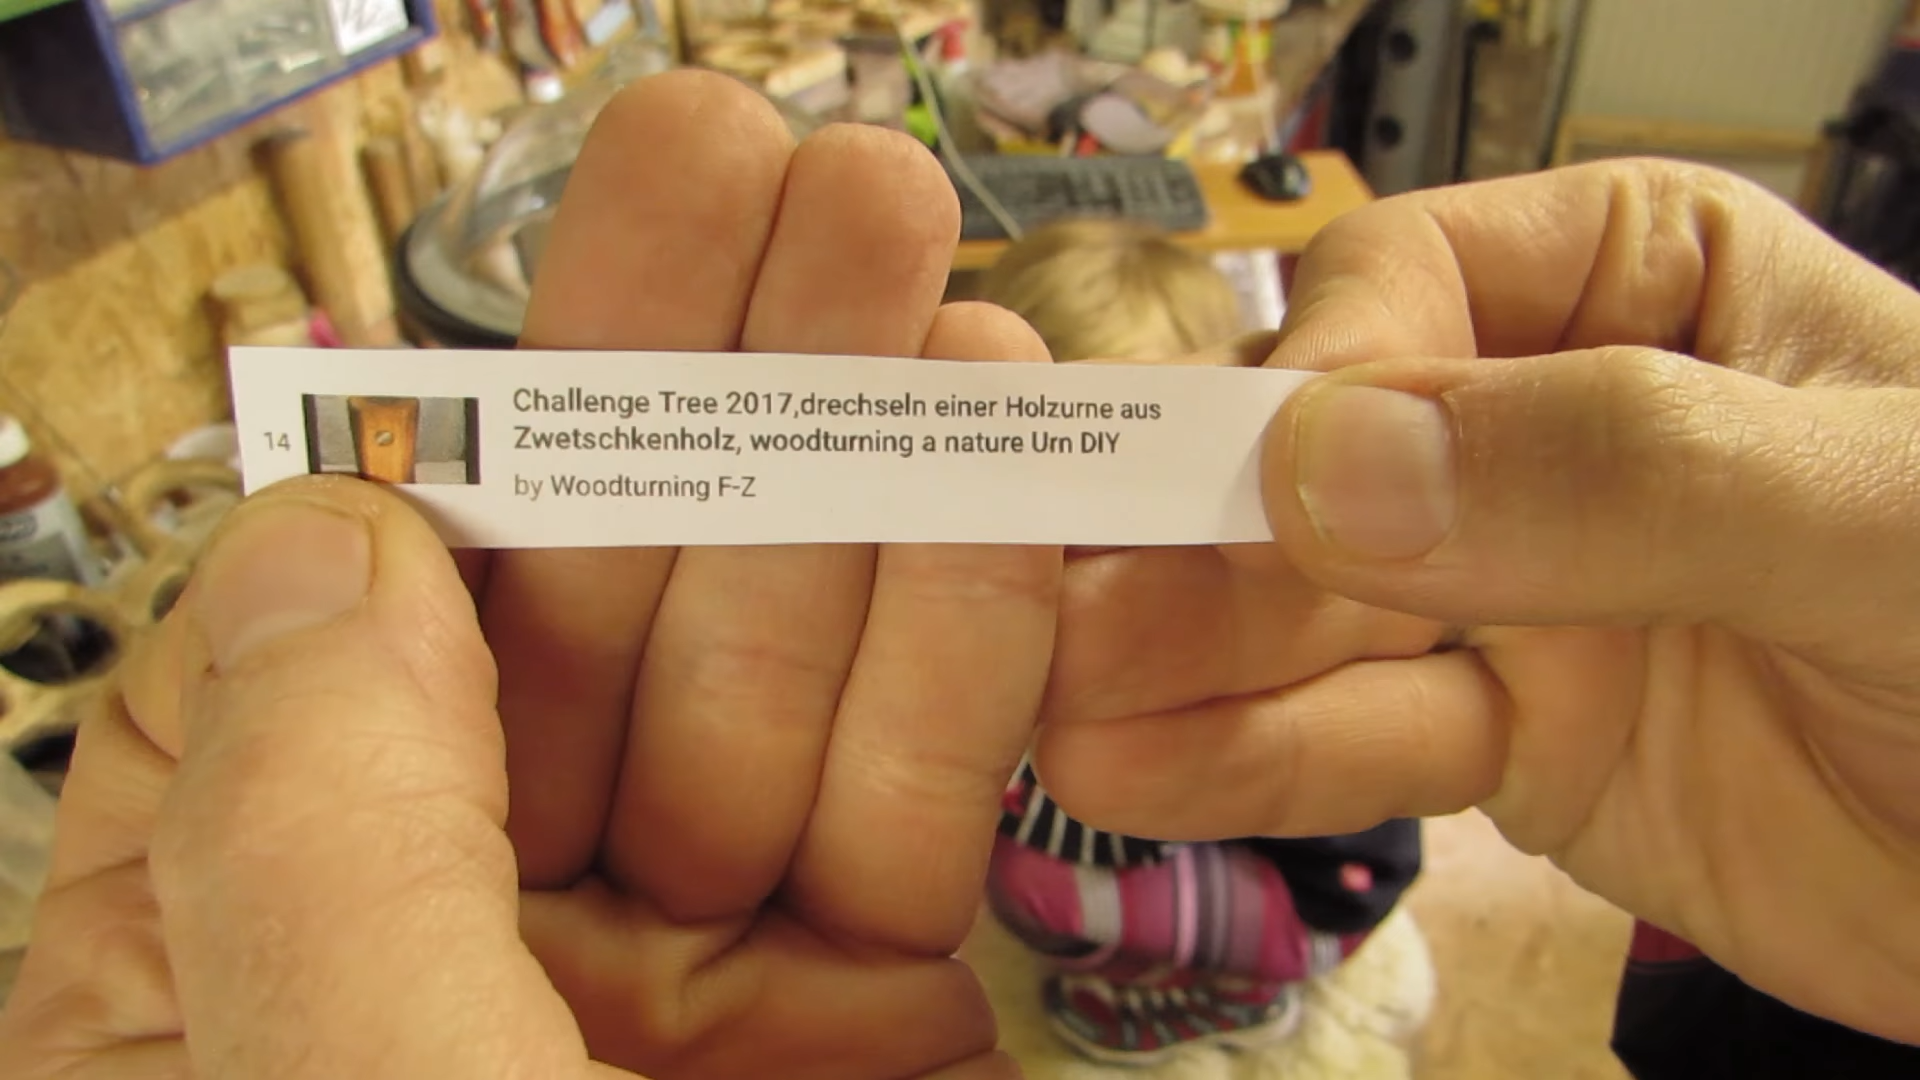 14
Challenge Tree 2017,drechseln einer Holzurne aus
Zwetschkenholz, woodturning a nature Urn DIY
by Woodturning F-Z